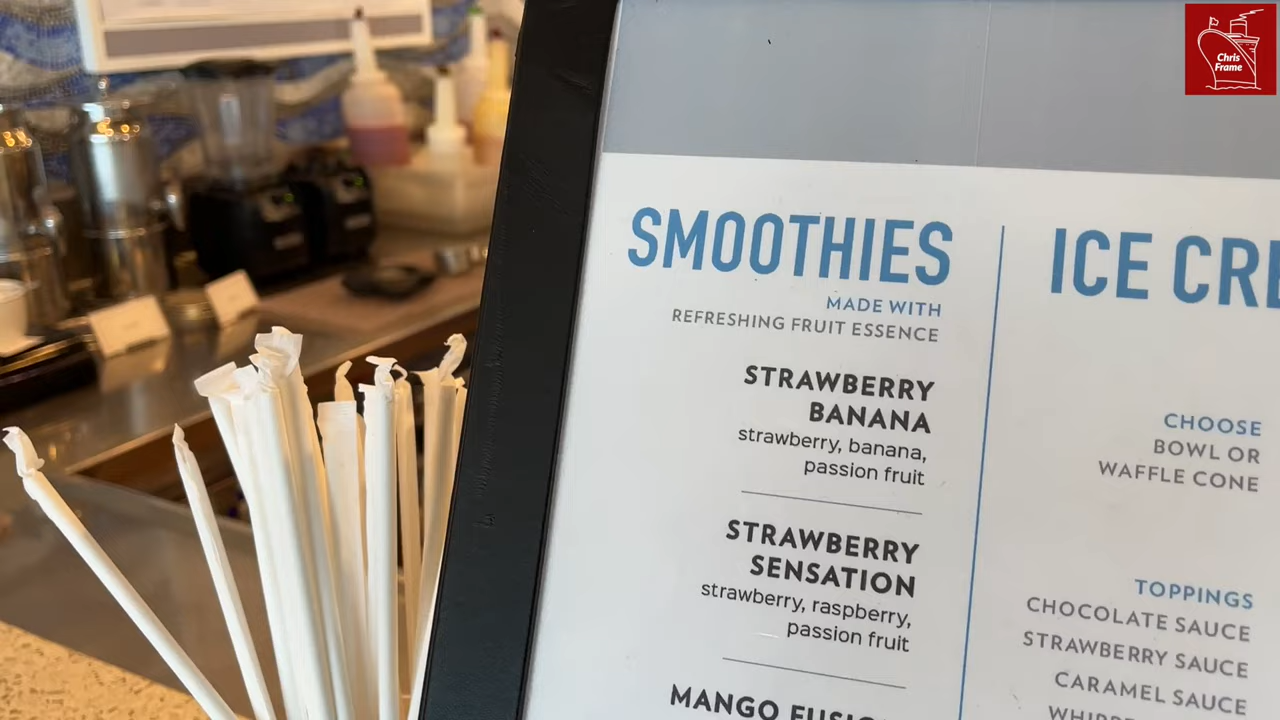 Chris
Frame
SMOOTHIES
MADE WITH
REFRESHING FRUIT ESSENCE
STRAWBERRY
BANANA
strawberry, banana,
passion fruit
STRAWBERRY
SENSATION
strawberry, raspberry,
passion fruit
MANGO
ICE
CHOOSE
BOWL OR
WAFFLE CONE
TOPPINGS
CHOCOLATE SAUCE
STRAWBERRY SAUCE
CARAMEL SAUCE